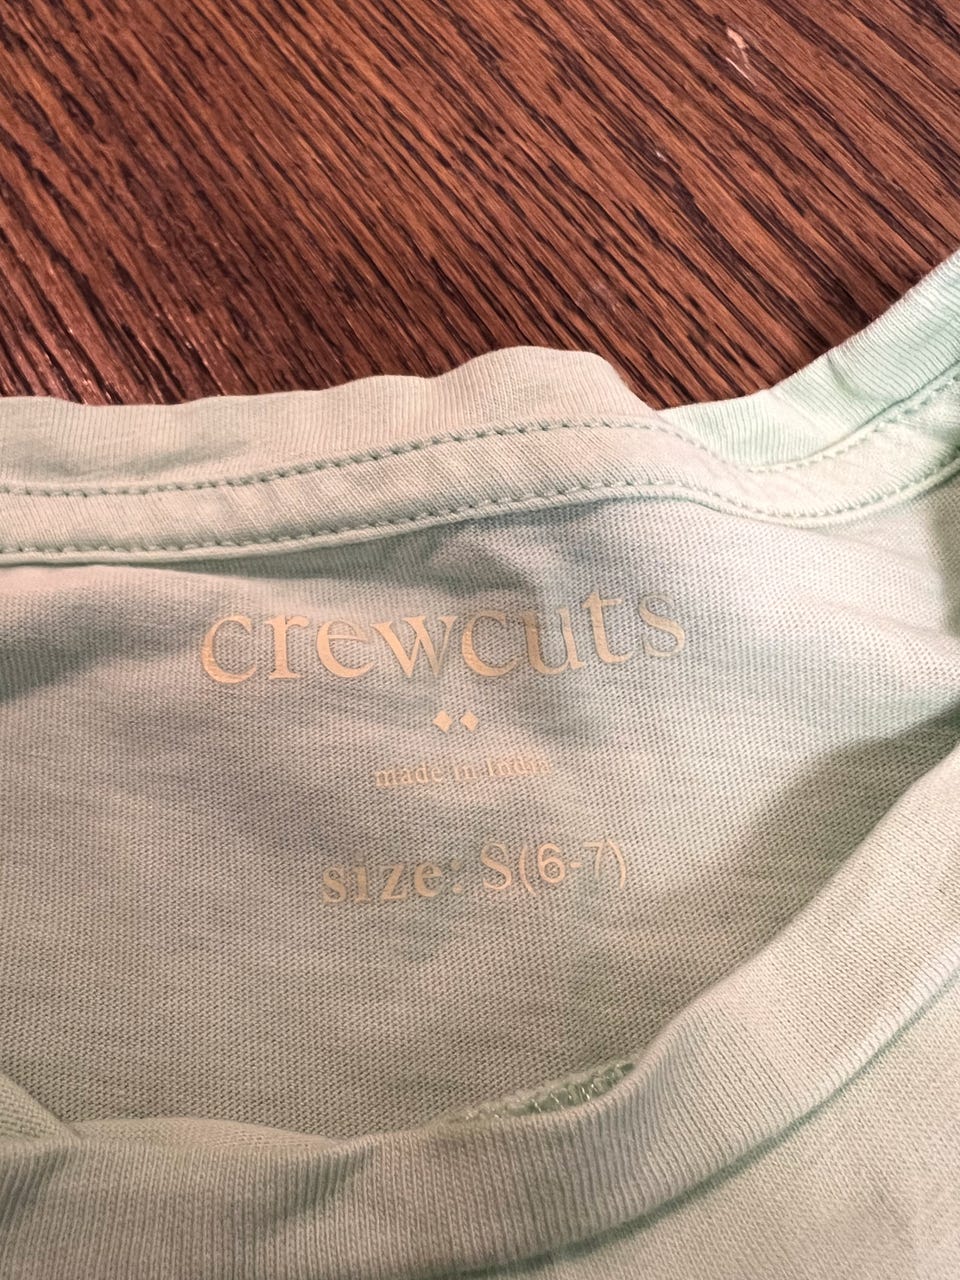 crewcuts
made in India
size: S(6-7)